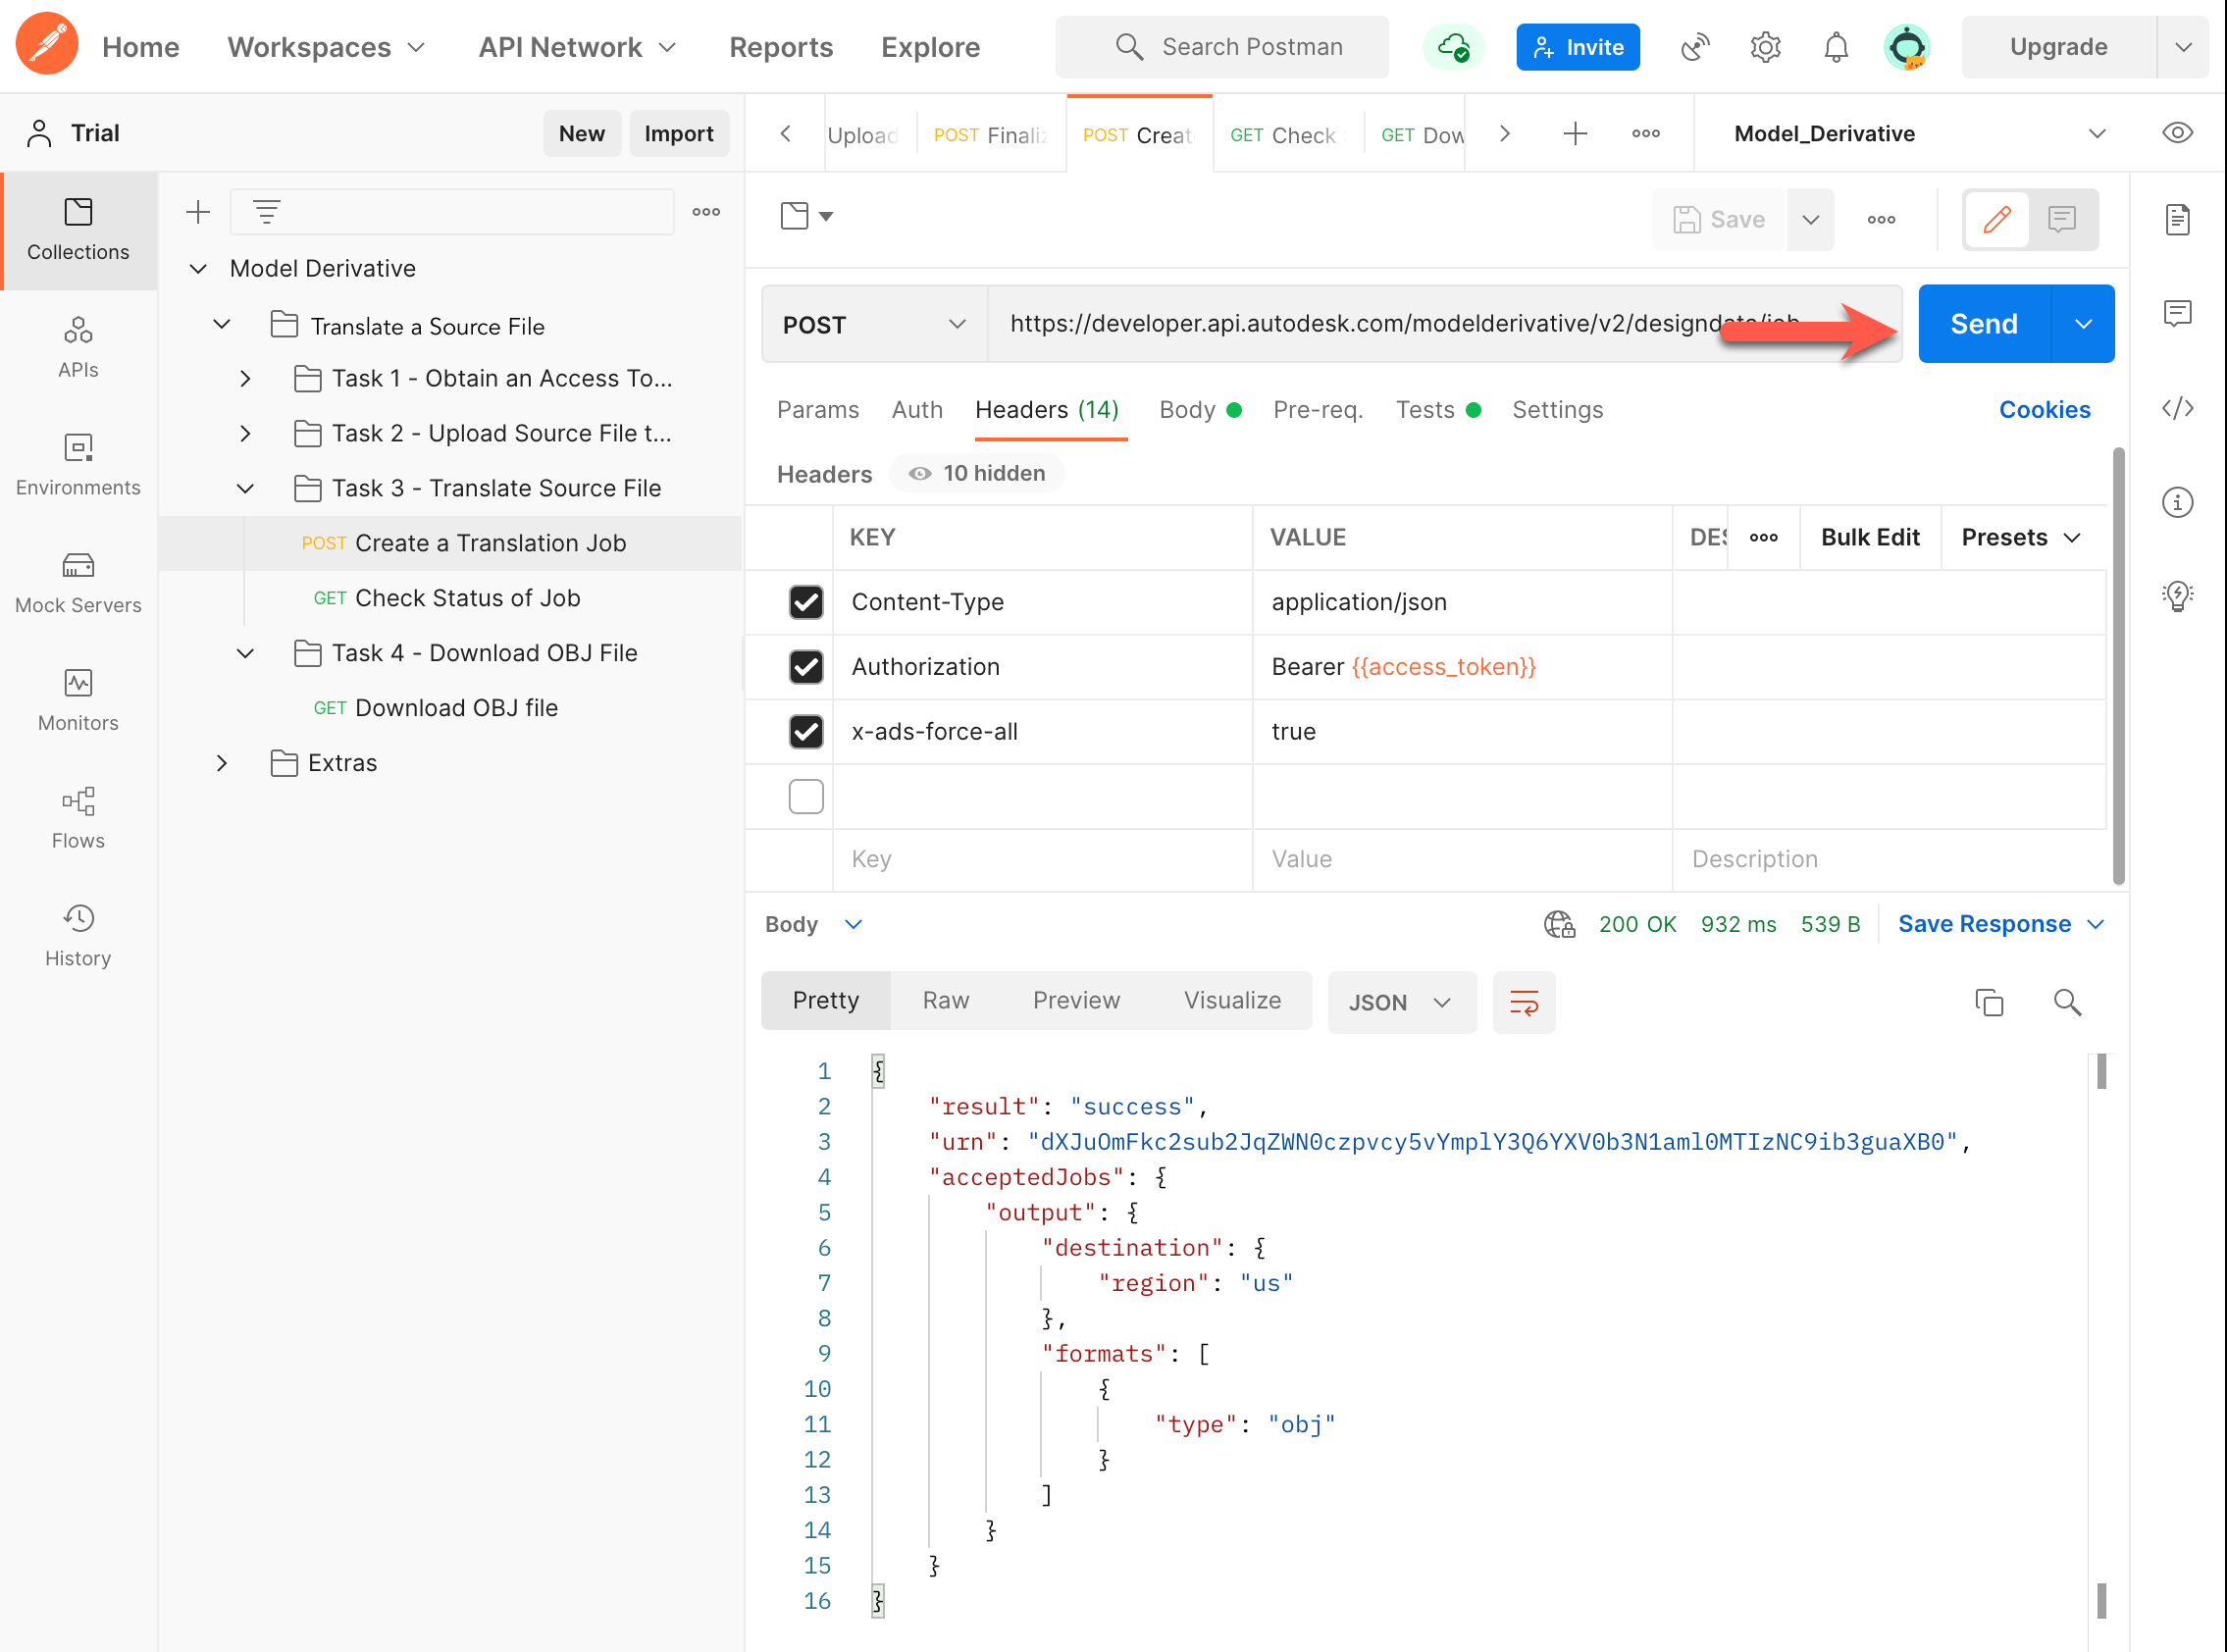 Home Workspaces API Network Reports Explore Search Postman Invite Upgrade
Trial New Import
Upload POST Finaliz POST Creat GET Check GET Dow Model_Derivative
Collections
APIs
Environments
Mock Servers
Monitors
Flows
History
Model Derivative
Translate a Source File
Task 1 - Obtain an Access To...
Task 2 - Upload Source File t...
Task 3 - Translate Source File
POST Create a Translation Job
GET Check Status of Job
Task 4 - Download OBJ File
GET Download OBJ file
Extras
Save
POST https://developer.api.autodesk.com/modelderivative/v2/designdata/job Send
Params Auth Headers (14) Body Pre-req. Tests Settings Cookies
Headers 10 hidden
KEY VALUE DES Bulk Edit Presets
Content-Type application/json
Authorization Bearer {{access_token}}
x-ads-force-all true
Key Value Description
Body 200 OK 932 ms 539 B Save Response
Pretty Raw Preview Visualize JSON
1 {
2 "result": "success",
3 "urn": "dXJuOmFkc2sub2JqZWN0czpvcy5vYmplY3Q6YXV0b3N1aml0MTIzNC9ib3guaXB0",
4 "acceptedJobs": {
5 "output": {
6 "destination": {
7 "region": "us"
8 },
9 "formats": [
10 {
11 "type": "obj"
12 }
13 ]
14 }
15 }
16 }